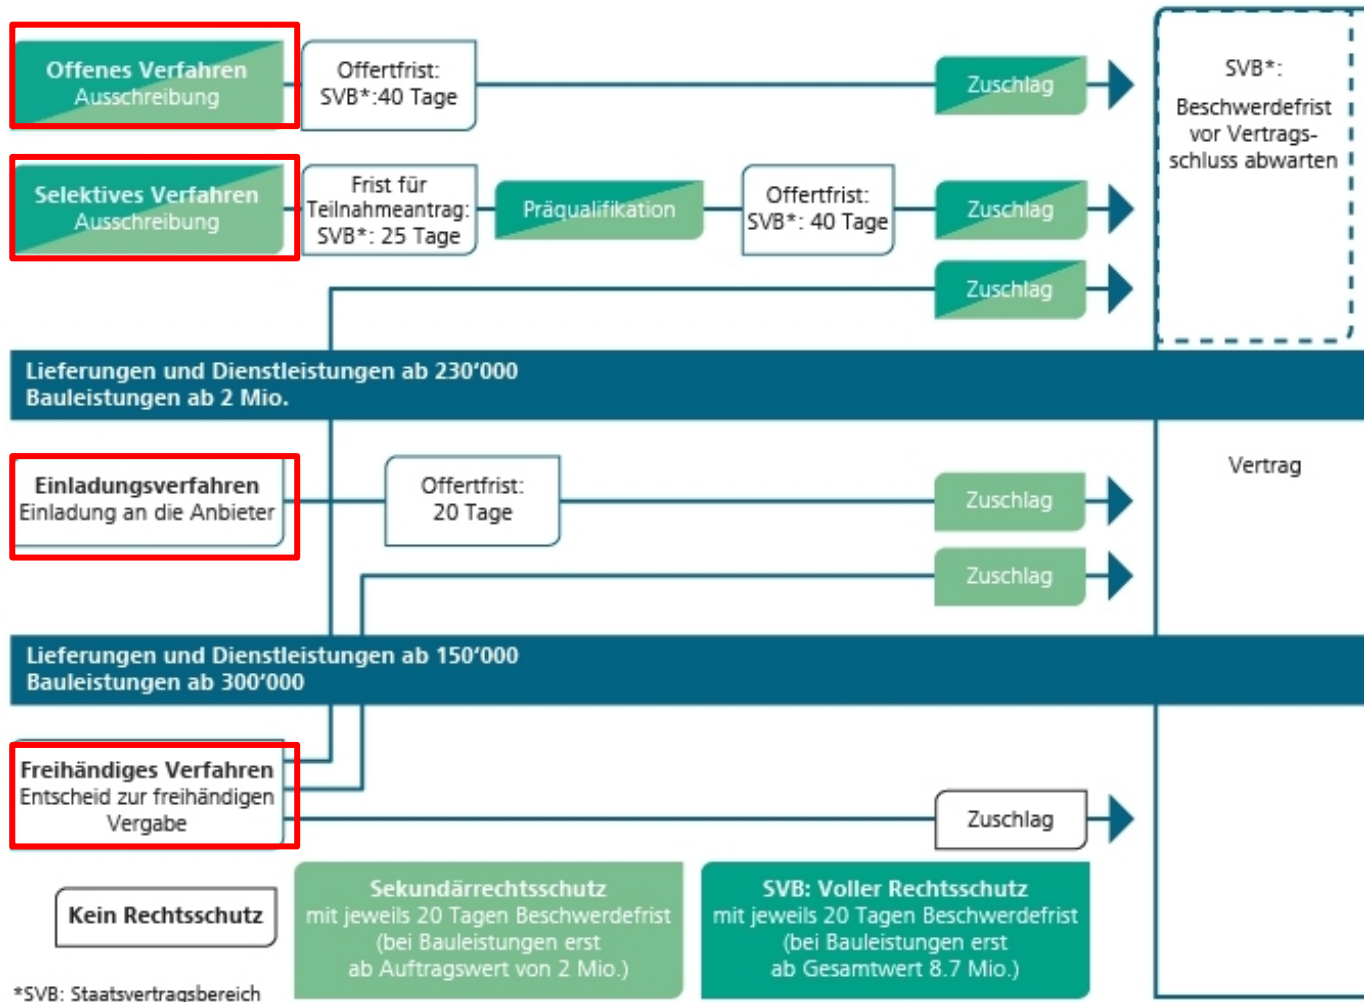 Offenes Verfahren
Ausschreibung
Offertfrist:
SVB*:40 Tage
Zuschlag
SVB*:
Beschwerdefrist
vor Vertrags-
schluss abwarten
Selektives Verfahren
Ausschreibung
Frist für
Teilnahmeantrag:
SVB*: 25 Tage
Präqualifikation
Offertfrist:
SVB*: 40 Tage
Zuschlag
Zuschlag
Lieferungen und Dienstleistungen ab 230’000
Bauleistungen ab 2 Mio.
Einladungsverfahren
Einladung an die Anbieter
Offertfrist:
20 Tage
Zuschlag
Vertrag
Zuschlag
Lieferungen und Dienstleistungen ab 150’000
Bauleistungen ab 300’000
Freihändiges Verfahren
Entscheid zur freihändigen
Vergabe
Zuschlag
Kein Rechtsschutz
Sekundärrechtsschutz
mit jeweils 20 Tagen Beschwerdefrist
(bei Bauleistungen erst
ab Auftragswert von 2 Mio.)
SVB: Voller Rechtsschutz
mit jeweils 20 Tagen Beschwerdefrist
(bei Bauleistungen erst
ab Gesamtwert 8.7 Mio.)
*SVB: Staatsvertragsbereich